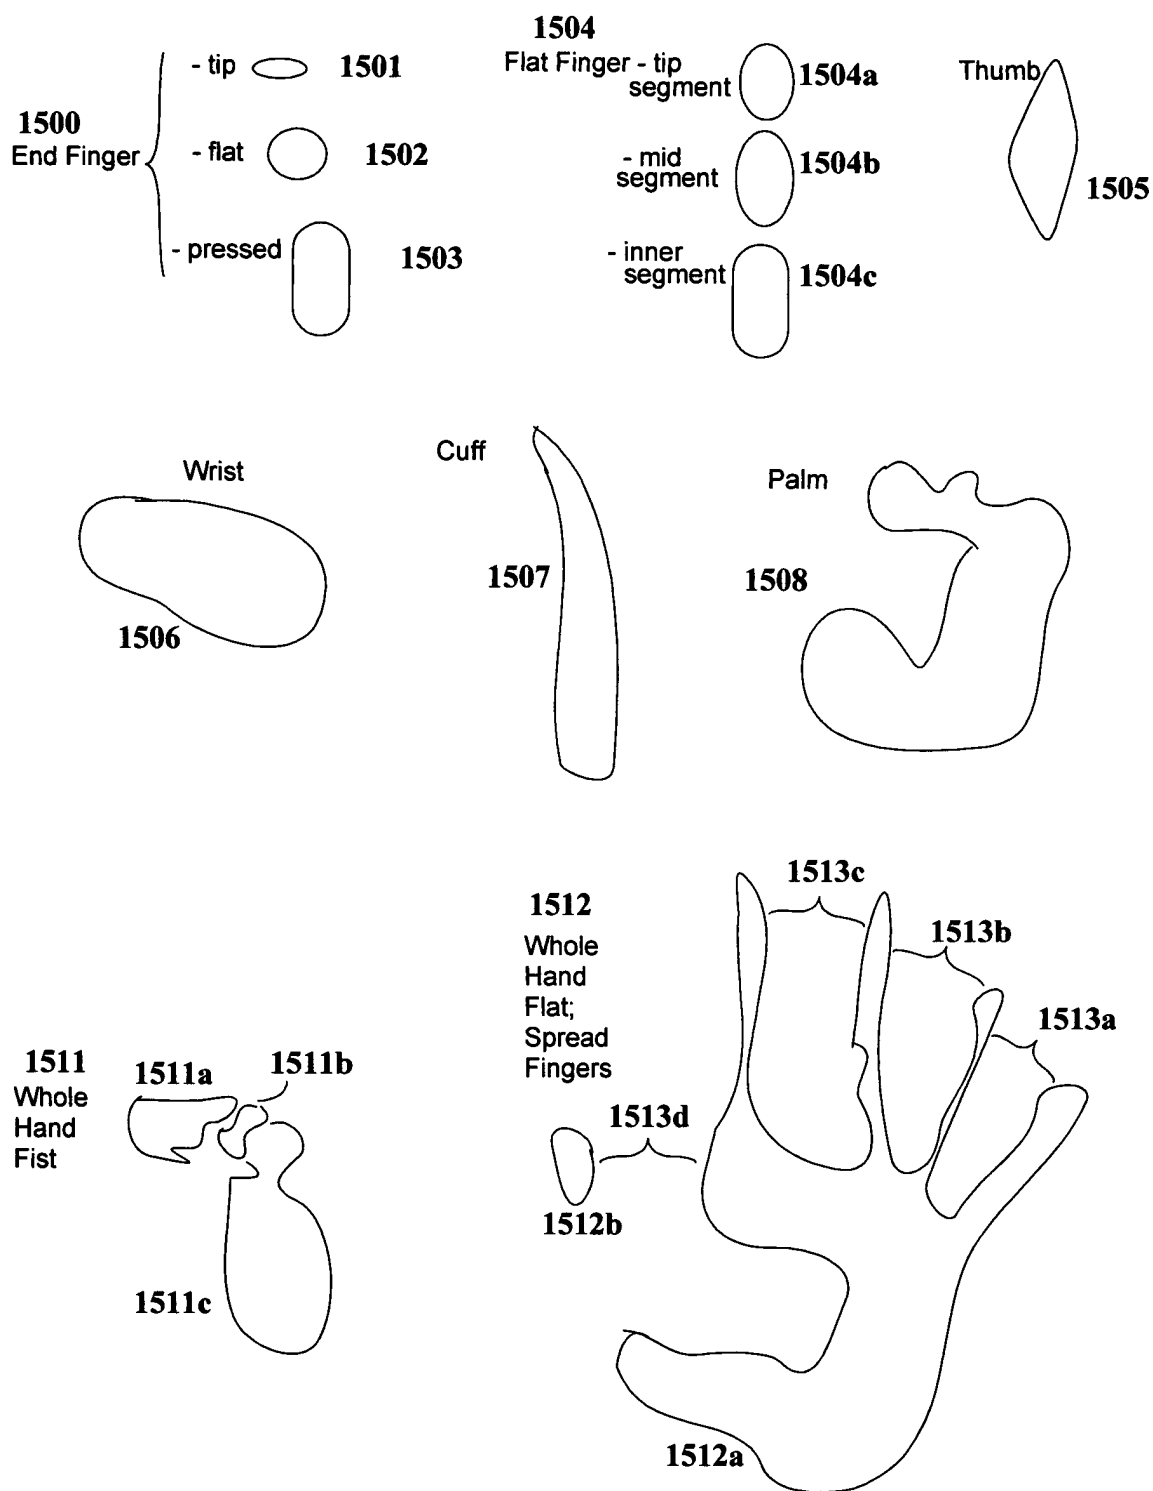 1500
End Finger
- tip
1501
- flat
1502
- pressed
1503
1504
Flat Finger - tip
segment
1504a
- mid
segment
1504b
- inner
segment
1504c
Thumb
1505
Wrist
1506
Cuff
1507
Palm
1508
1511
Whole
Hand
Fist
1511a
1511b
1511c
1512
Whole
Hand
Flat;
Spread
Fingers
1513c
1513b
1513a
1513d
1512b
1512a